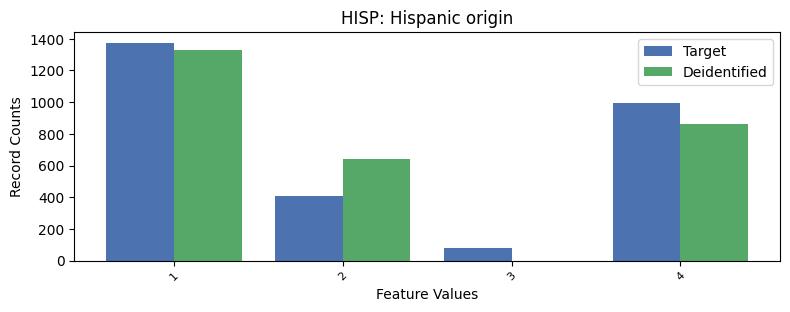 HISP: Hispanic origin
Target
Deidentified
Record Counts
1400
1200
1000
800
600
400
200
0
1 2 3 4
Feature Values